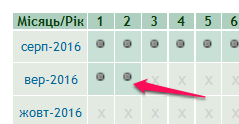 Місяць/Рік 1 2 3 4 5 6
серп-2016
вер-2016 x x x x
жовт-2016 x x x x x x